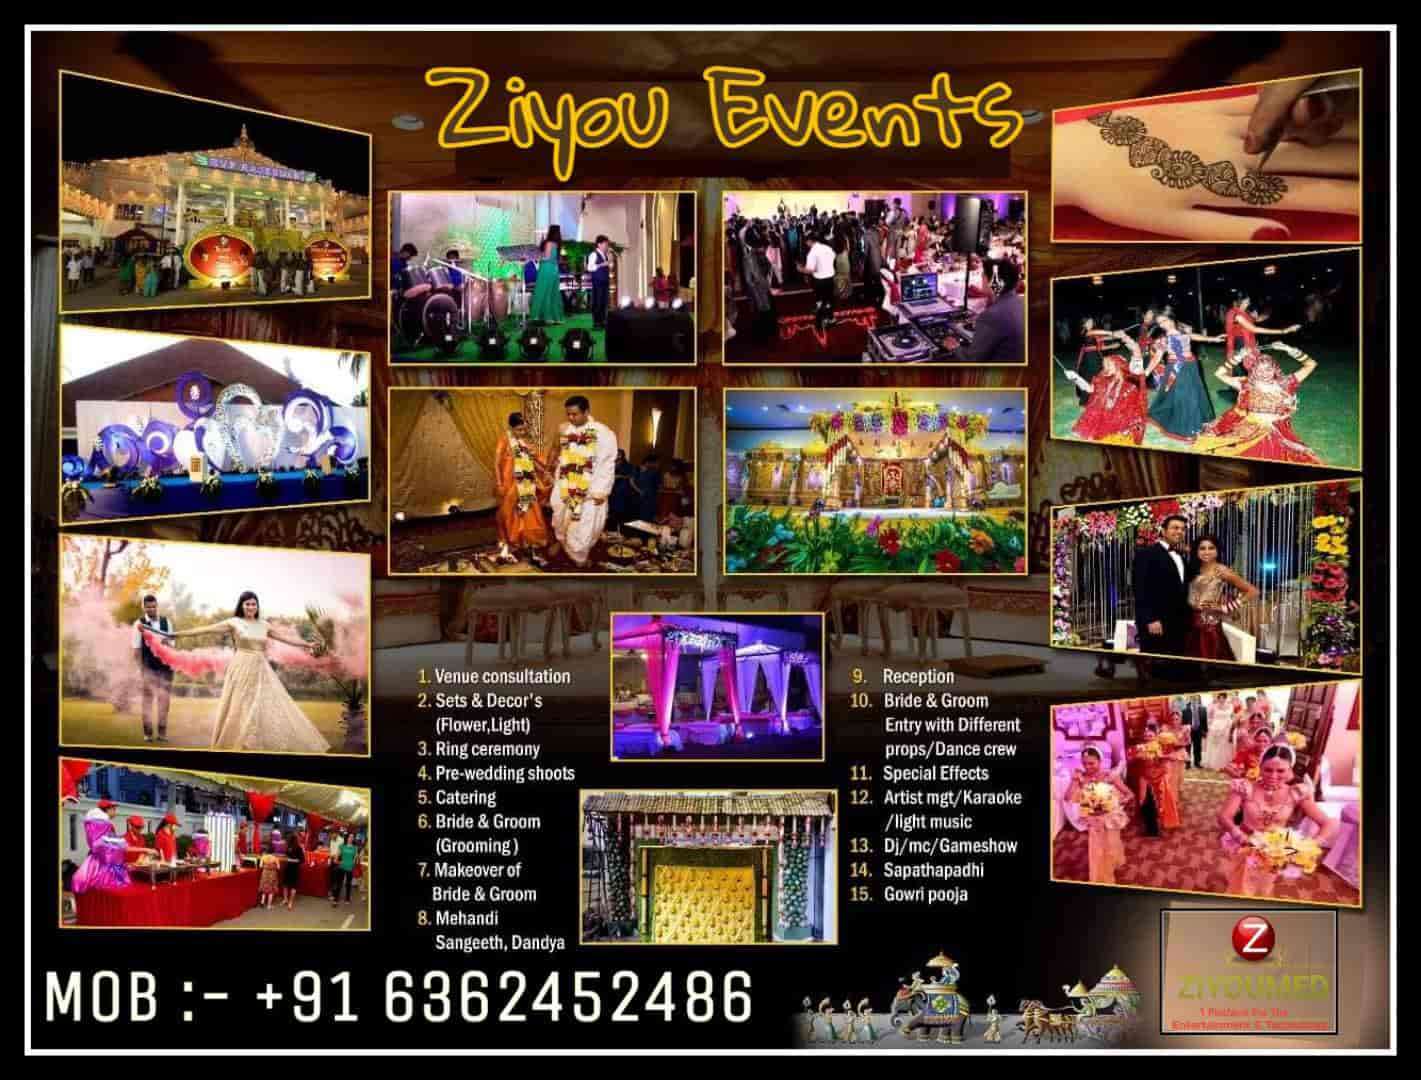 Ziyou Events
1. Venue consultation
2. Sets & Decor's
(Flower,Light)
3. Ring ceremony
4. Pre-wedding shoots
5. Catering
6. Bride & Groom
(Grooming )
7. Makeover of
Bride & Groom
8. Mehandi
Sangeeth, Dandya
9. Reception
10. Bride & Groom
Entry with Different
props/Dance crew
11. Special Effects
12. Artist mgt/Karaoke
/light music
13. Dj/mc/Gameshow
14. Sapathapadhi
15. Gowri pooja
MOB :- +91 6362452486
Z
ZIYOUMED
Entertainment & Technology